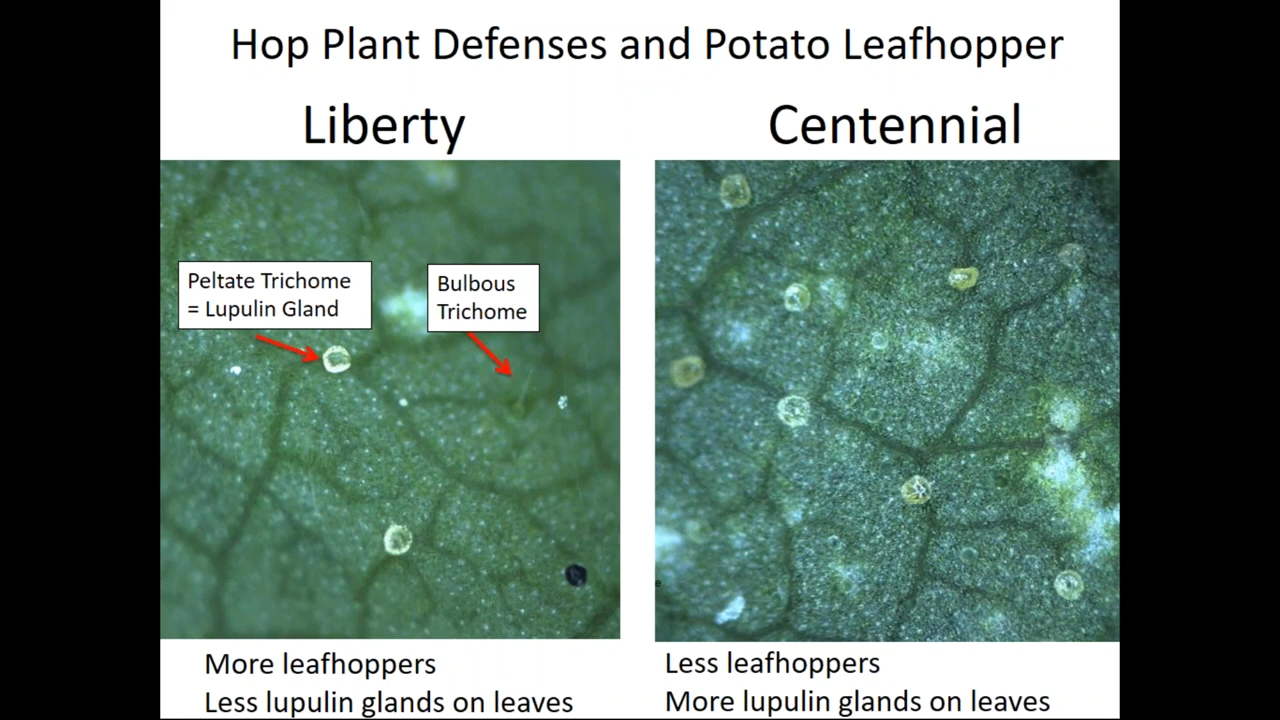 Hop Plant Defenses and Potato Leafhopper
Liberty
Centennial
Peltate Trichome
= Lupulin Gland
Bulbous
Trichome
e
More leafhoppers
Less lupulin glands on leaves
Less leafhoppers
More lupulin glands on leaves